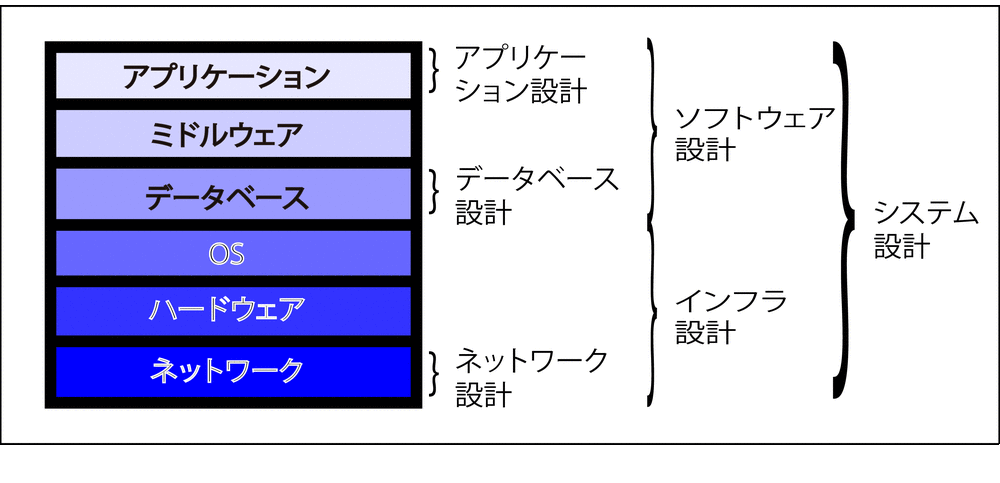 アプリケーション
ミドルウェア
データベース
OS
ハードウェア
ネットワーク
アプリケー
ション設計
データベース
設計
ネットワーク
設計
ソフトウェア
設計
インフラ
設計
システム
設計